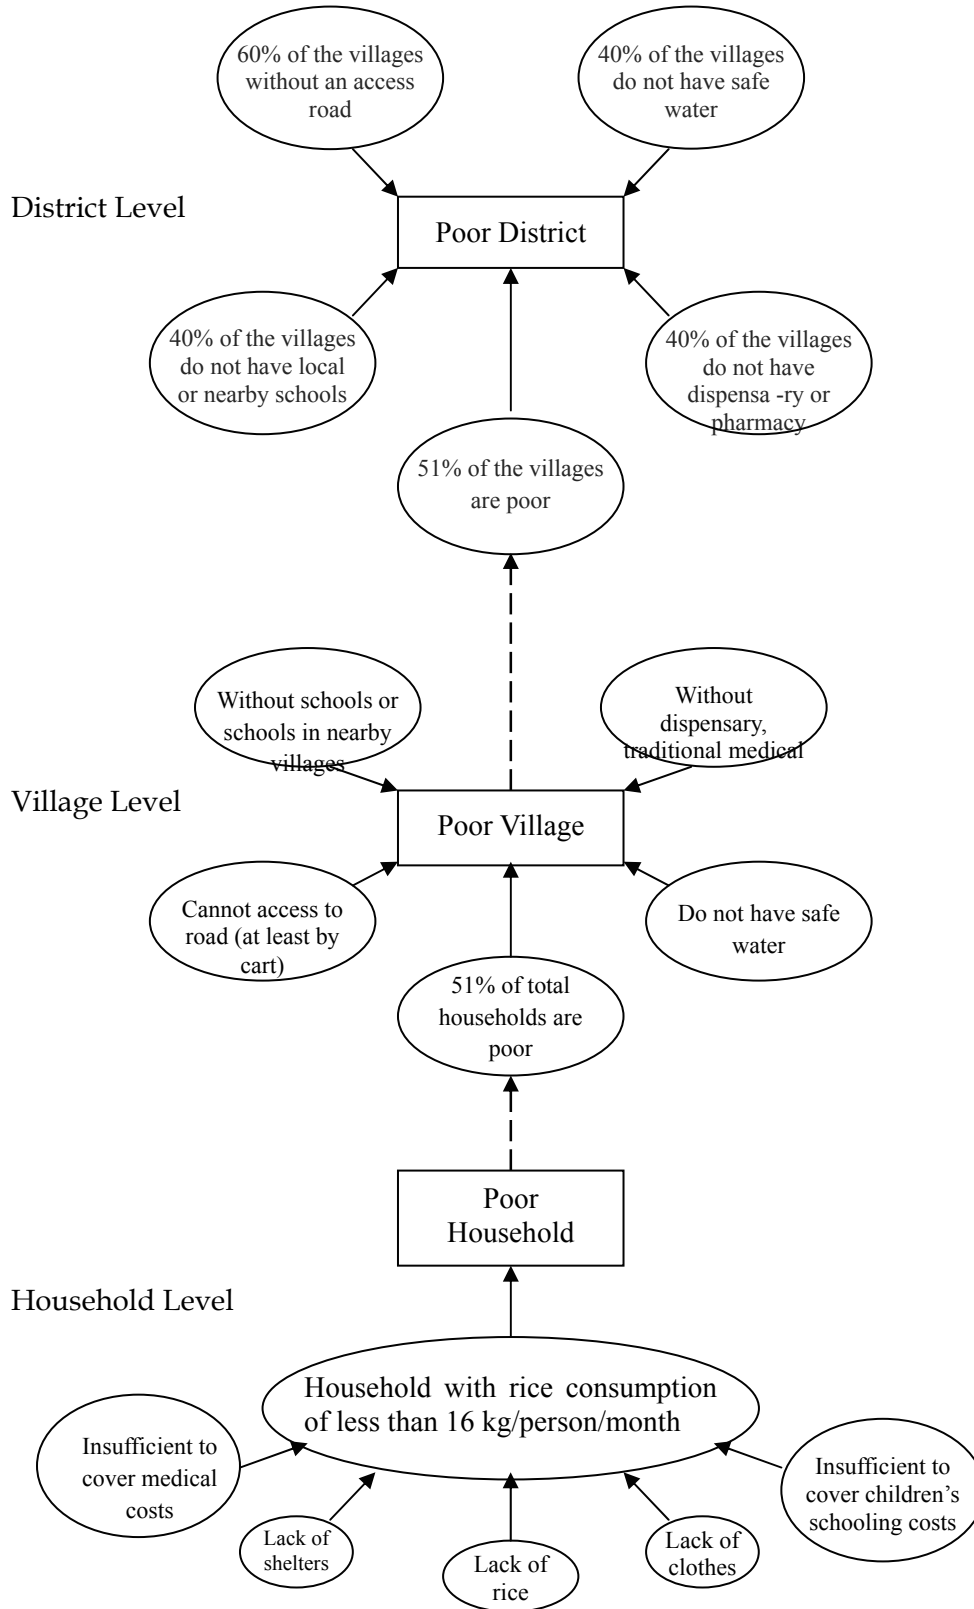 60% of the villages
without an access
road
40% of the villages
do not have safe
water
District Level
Poor District
40% of the villages
do not have local
or nearby schools
40% of the villages
do not have
dispensa -ry or
pharmacy
51% of the villages
are poor
Without schools or
schools in nearby
villages
Without
dispensary,
traditional medical
Village Level
Poor Village
Cannot access to
road (at least by
cart)
Do not have safe
water
51% of total
households are
poor
Poor
Household
Household Level
Household with rice consumption
of less than 16 kg/person/month
Insufficient to
cover medical
costs
Insufficient to
cover children’s
schooling costs
Lack of
shelters
Lack of
rice
Lack of
clothes